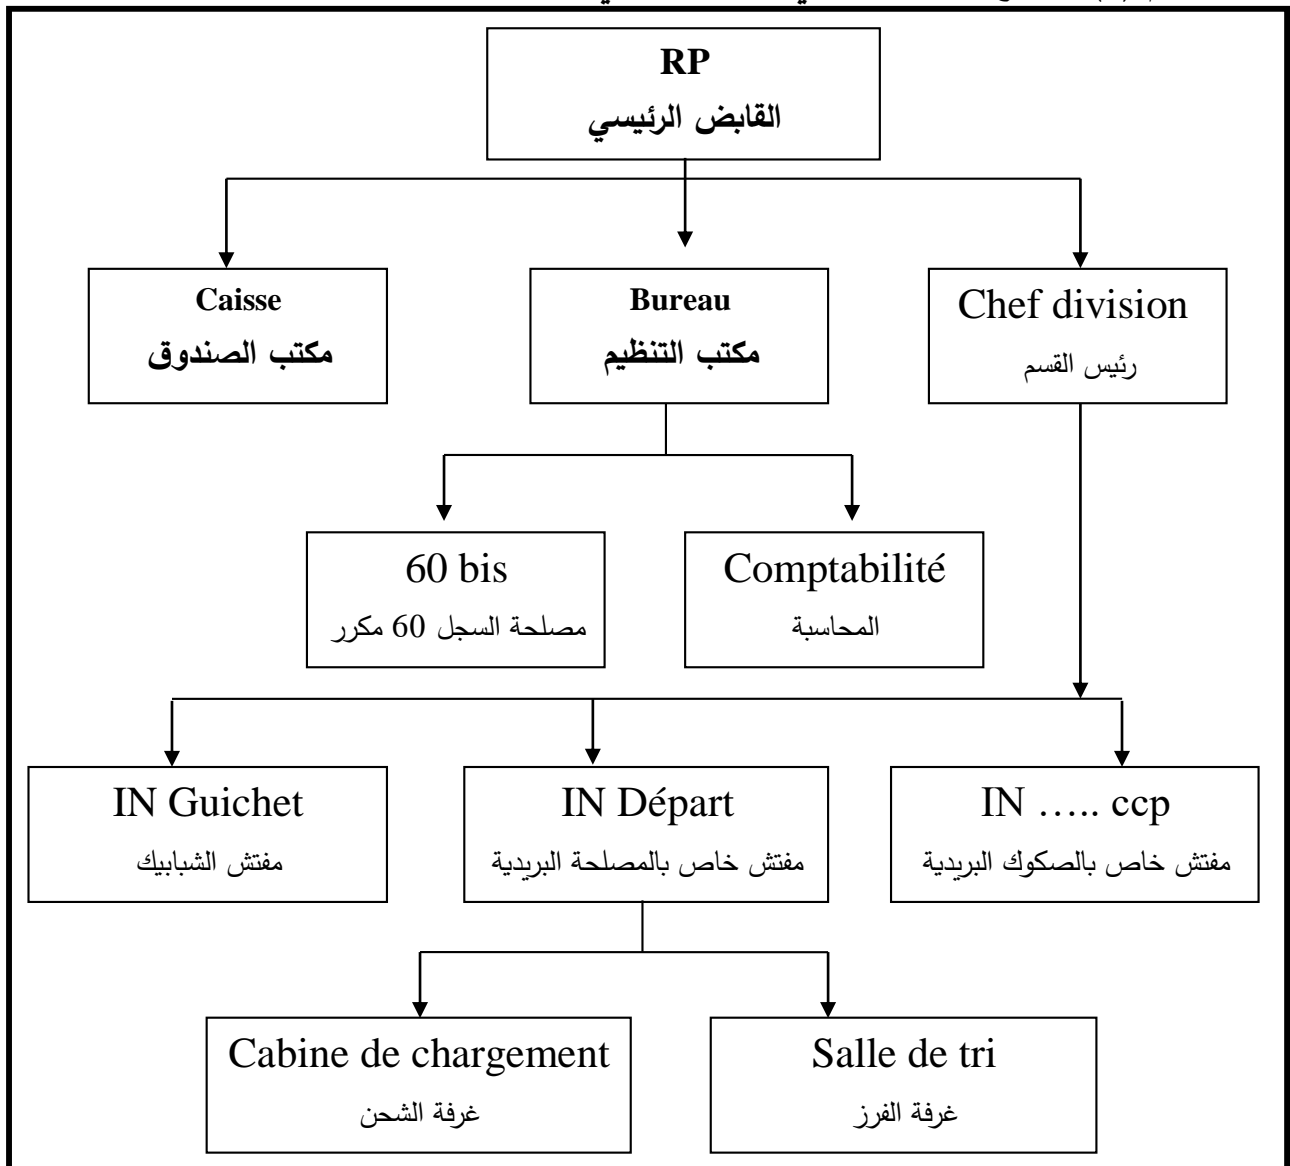 RP
القابض الرئيسي
Caisse
مكتب الصندوق
Bureau
مكتب التنظيم
Chef division
رئيس القسم
60 bis
مصلحة السجل 60 مكرر
Comptabilité
المحاسبة
IN Guichet
مفتش الشبابيك
IN Départ
مفتش خاص بالمصلحة البريدية
IN ….. ccp
مفتش خاص بالصكوك البريدية
Cabine de chargement
غرفة الشحن
Salle de tri
غرفة الفرز